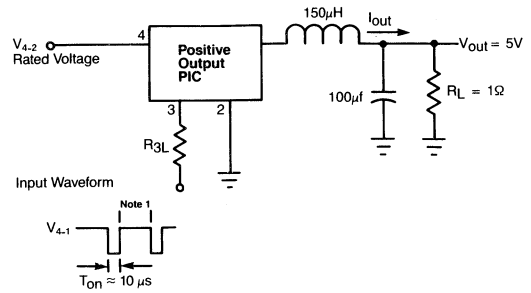 150μH
Iout
V4-2
Rated Voltage
4
Positive
Output
PIC
Vout = 5V
100μf
RL = 1Ω
3
2
R3L
Input Waveform
Note 1
V4-1
Ton ≈ 10 μs